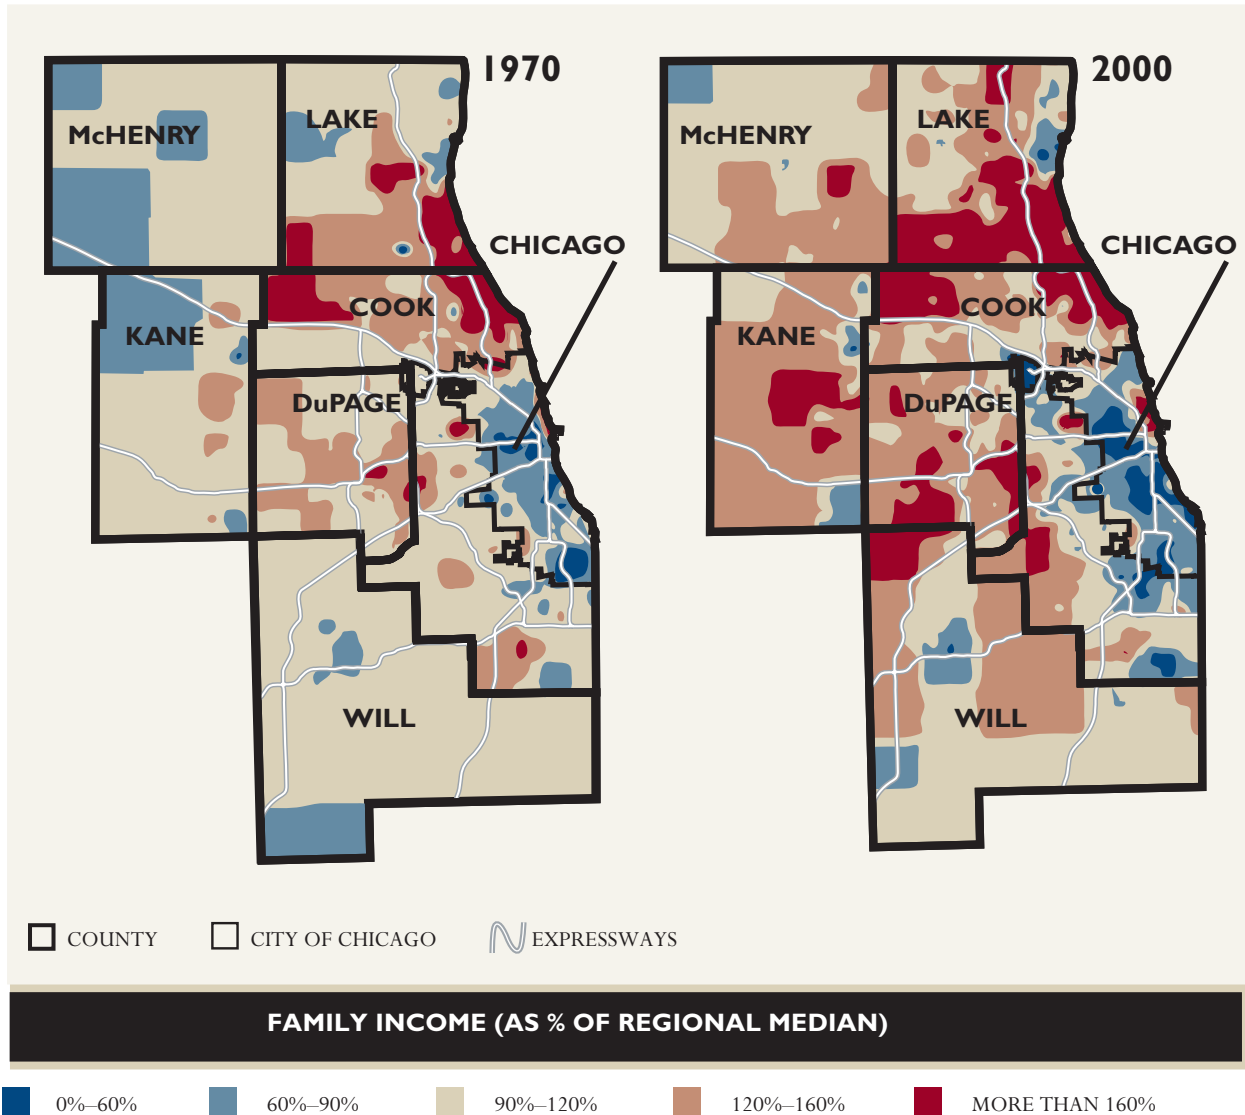 1970
2000
McHENRY
LAKE
McHENRY
LAKE
CHICAGO
CHICAGO
COOK
COOK
KANE
KANE
DuPAGE
DuPAGE
WILL
WILL
COUNTY
CITY OF CHICAGO
EXPRESSWAYS
FAMILY INCOME (AS % OF REGIONAL MEDIAN)
0%–60%
60%–90%
90%–120%
120%–160%
MORE THAN 160%